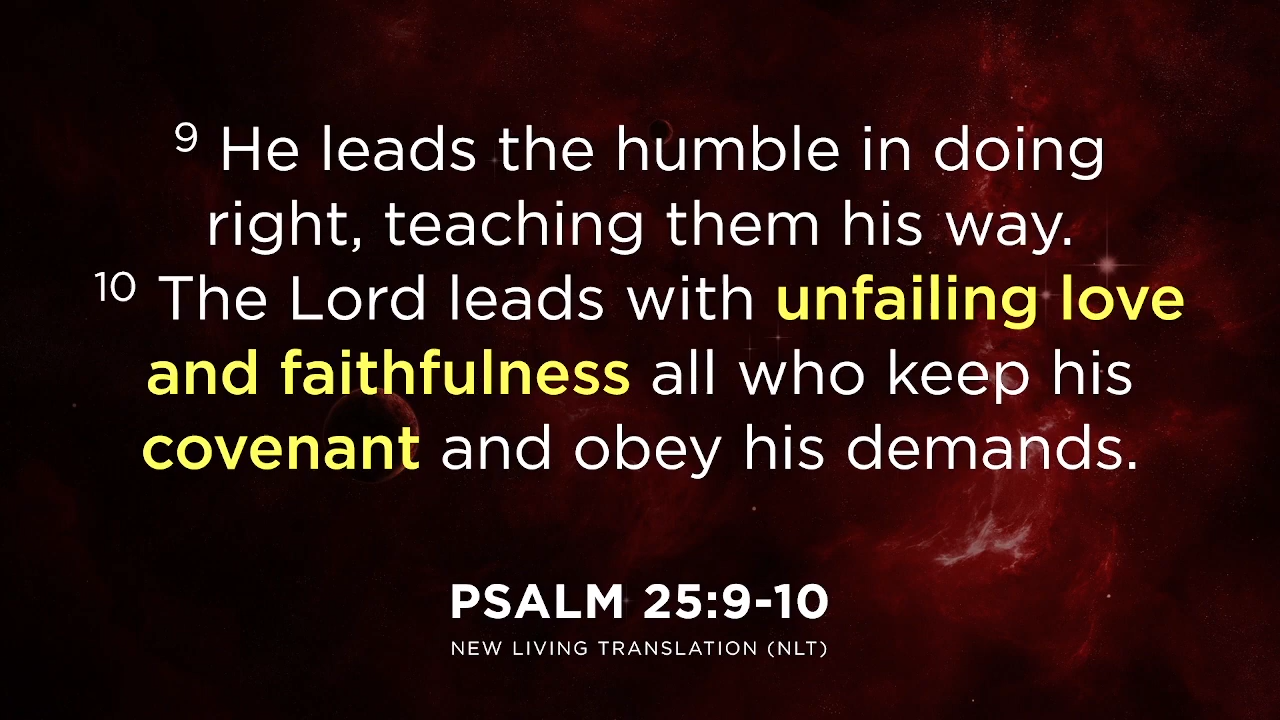 9 He leads the humble in doing
right, teaching them his way.
10 The Lord leads with unfailing love
and faithfulness all who keep his
covenant and obey his demands.
PSALM 25:9-10
NEW LIVING TRANSLATION (NLT)